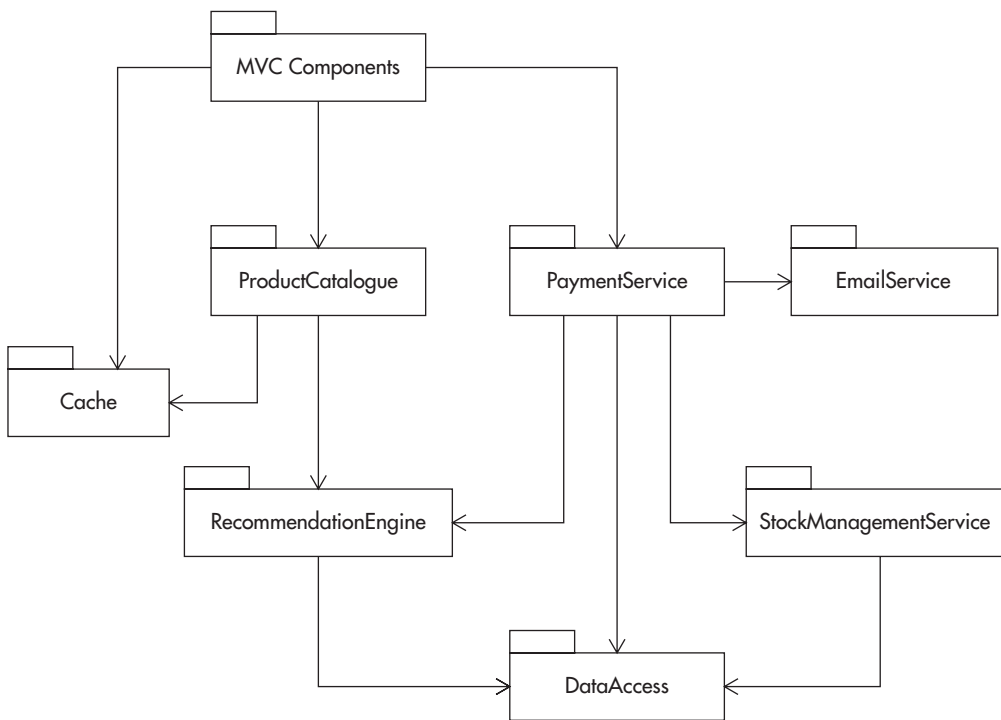 MVC Components
ProductCatalogue
PaymentService
EmailService
Cache
RecommendationEngine
StockManagementService
DataAccess